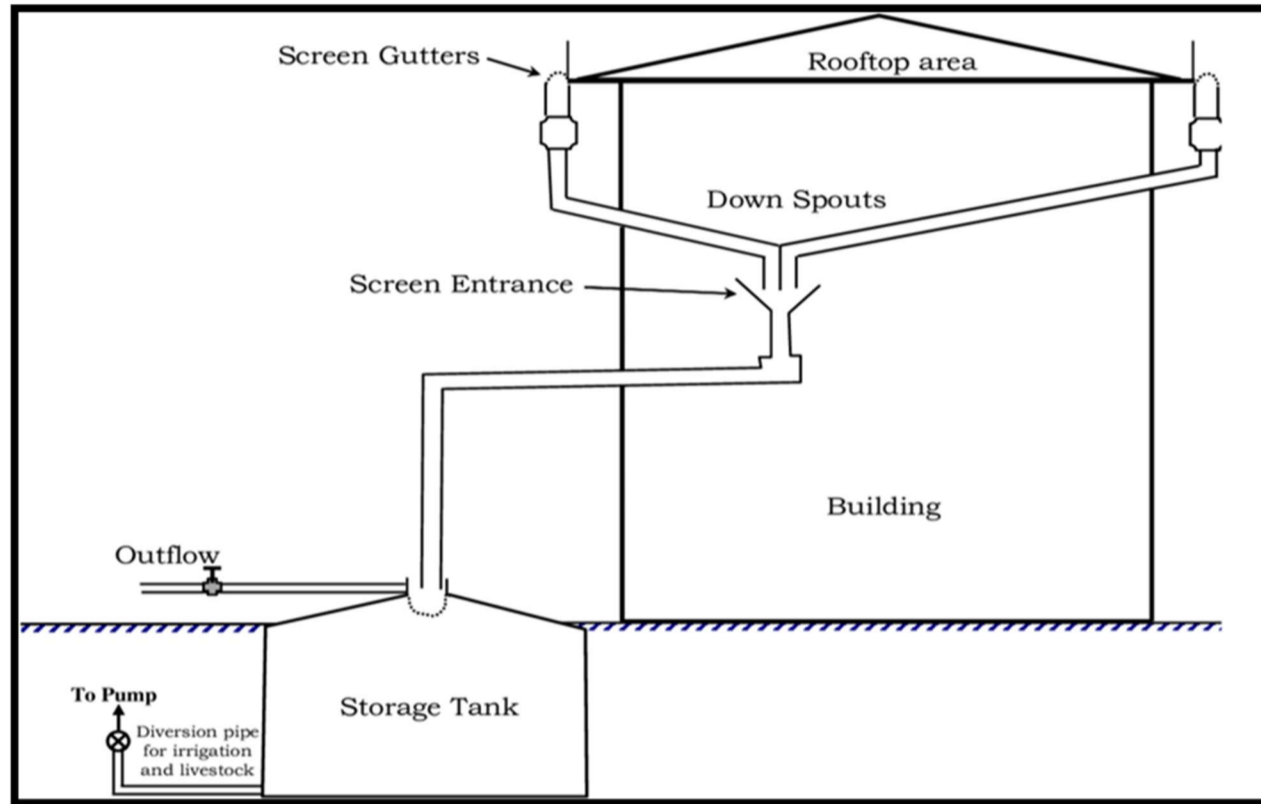 Screen Gutters
Rooftop area
Down Spouts
Screen Entrance
Building
Outflow
Storage Tank
To Pump
Diversion pipe
for irrigation
and livestock